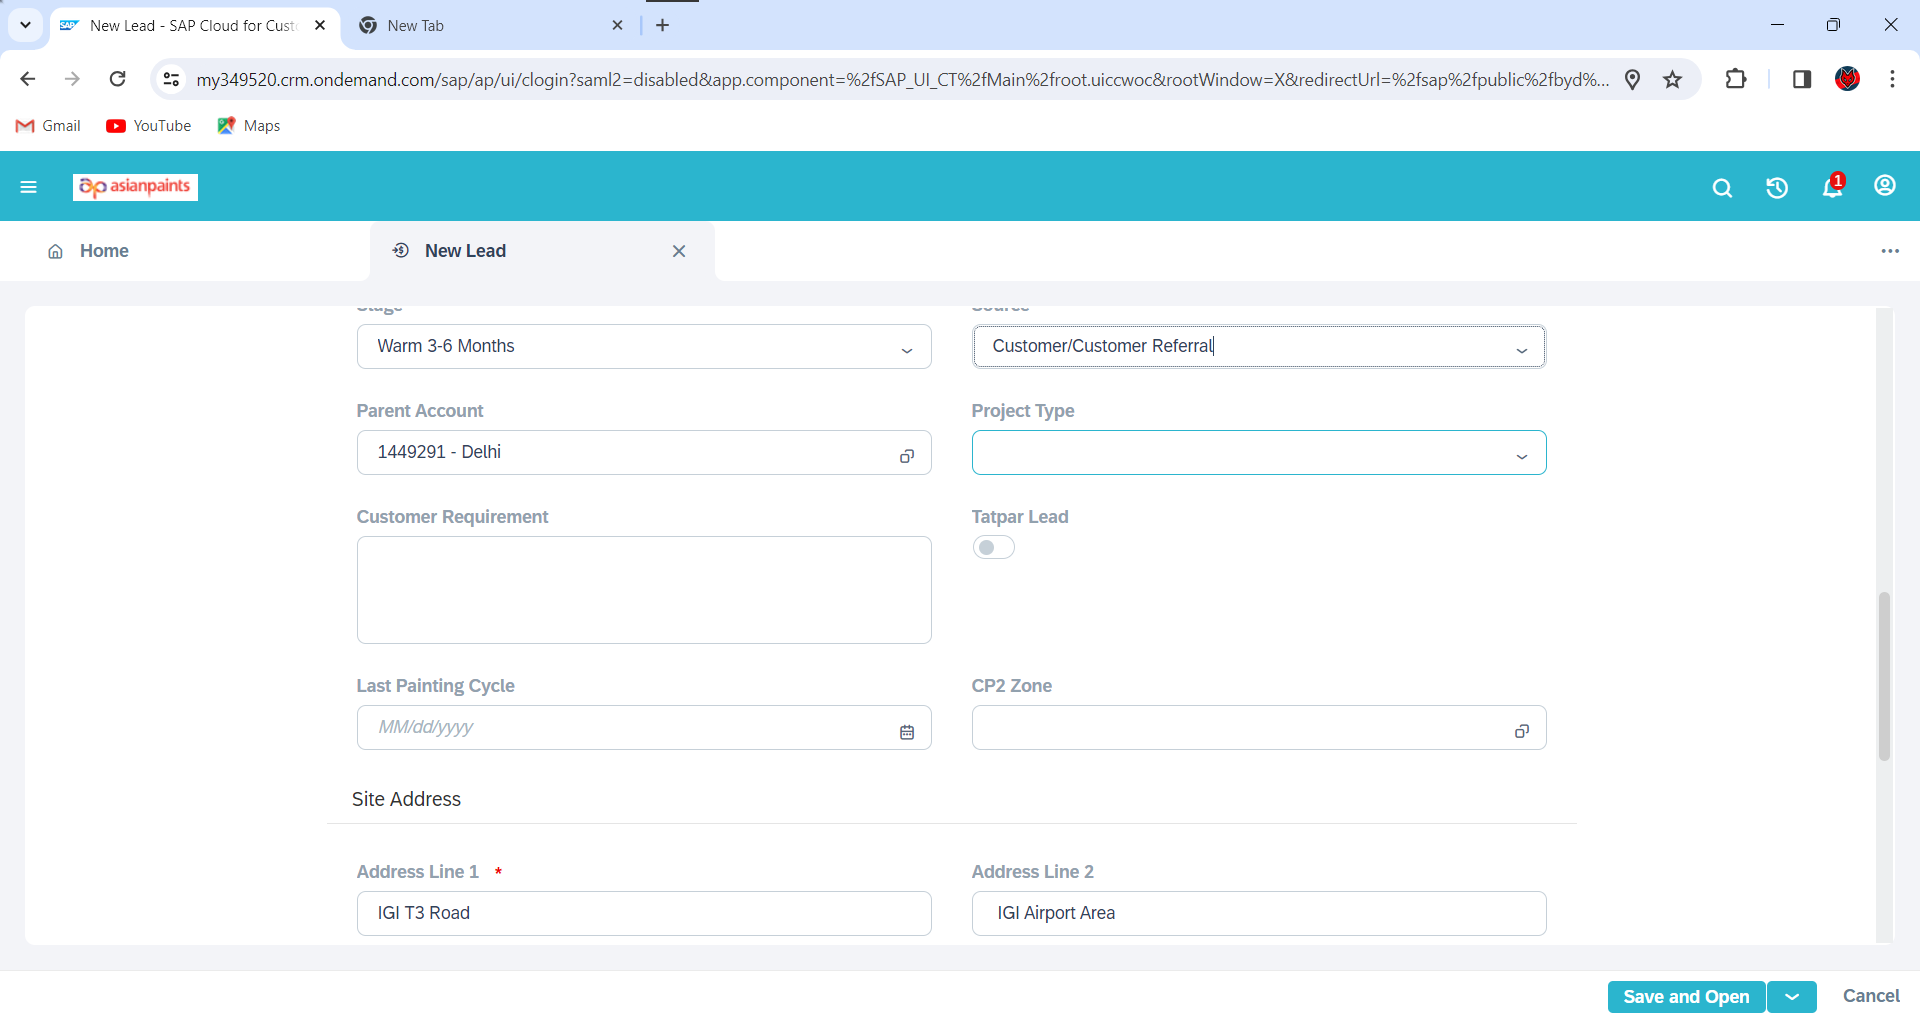 New Lead - SAP Cloud for Cust
New Tab
my349520.crm.ondemand.com/sap/ap/ui/clogin?saml2=disabled&app.component=%2fSAP_UI_CT%2fMain%2froot.uiccwoc&rootWindow=X&redirectUrl=%2fsap%2fpublic%2fbyd%...
Gmail
YouTube
Maps
asianpaints
1
Home
New Lead
Stage
Source
Warm 3-6 Months
Customer/Customer Referral
Parent Account
Project Type
1449291 - Delhi
Customer Requirement
Tatpar Lead
Last Painting Cycle
CP2 Zone
MM/dd/yyyy
Site Address
Address Line 1 *
Address Line 2
IGI T3 Road
IGI Airport Area
Save and Open
Cancel